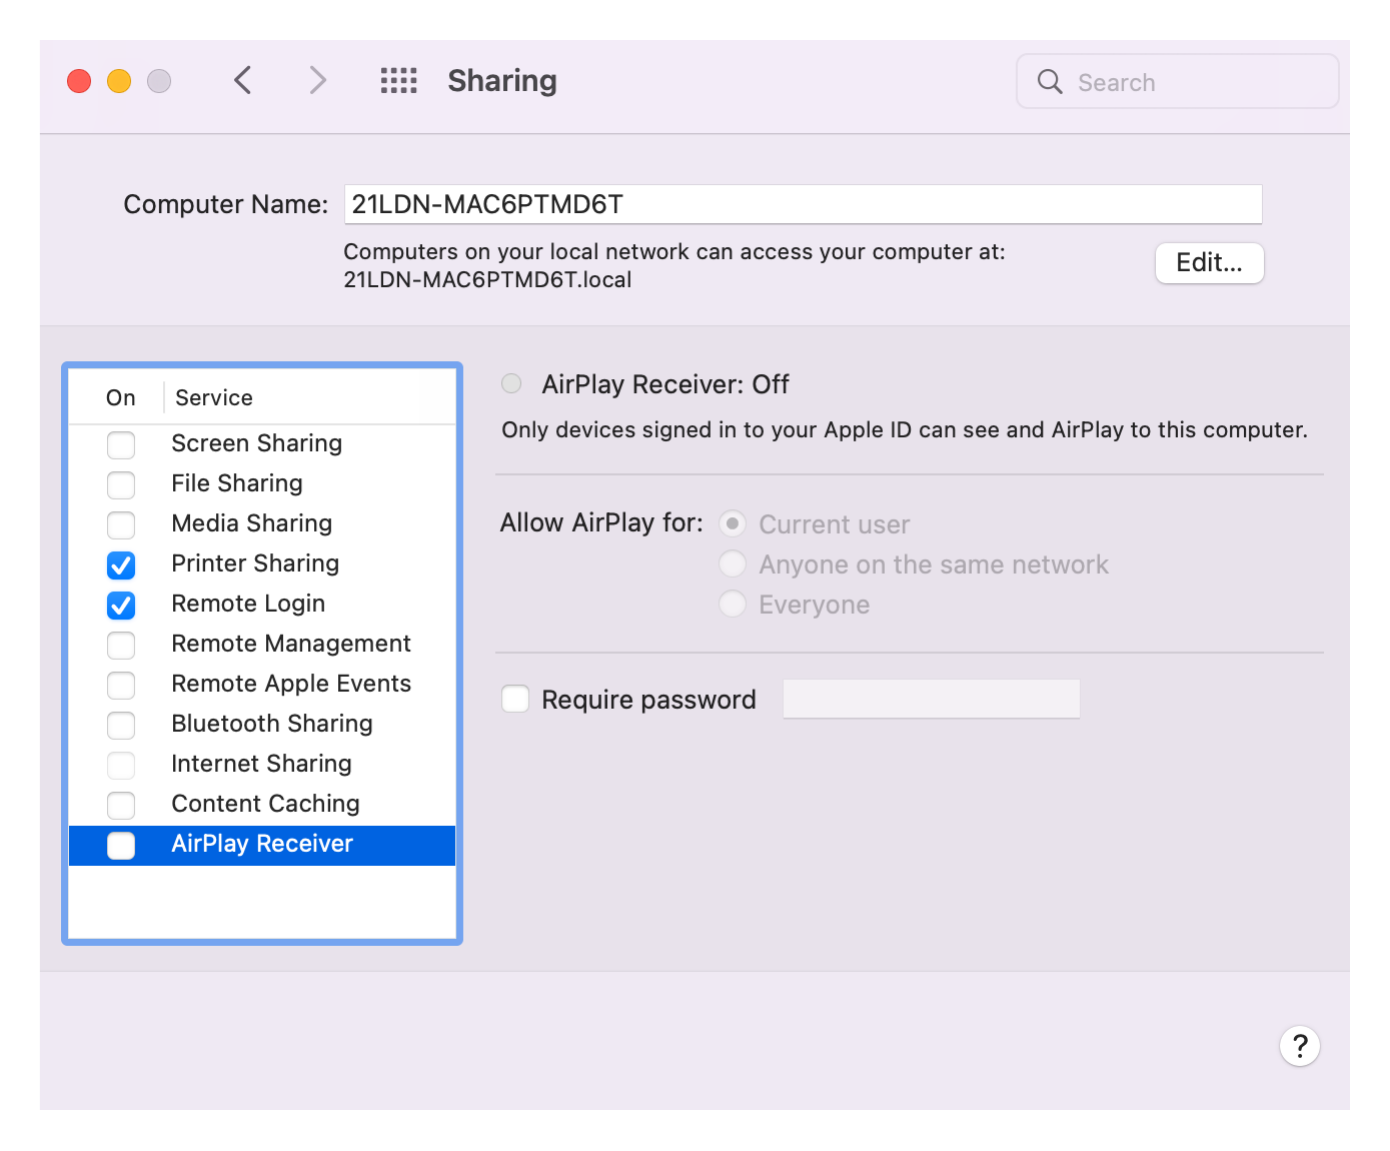 Sharing
Search
Computer Name: 21LDN-MAC6PTMD6T
Computers on your local network can access your computer at:
21LDN-MAC6PTMD6T.local
Edit...
On Service
Screen Sharing
File Sharing
Media Sharing
Printer Sharing
Remote Login
Remote Management
Remote Apple Events
Bluetooth Sharing
Internet Sharing
Content Caching
AirPlay Receiver
AirPlay Receiver: Off
Only devices signed in to your Apple ID can see and AirPlay to this computer.
Allow AirPlay for: Current user
Anyone on the same network
Everyone
Require password
?